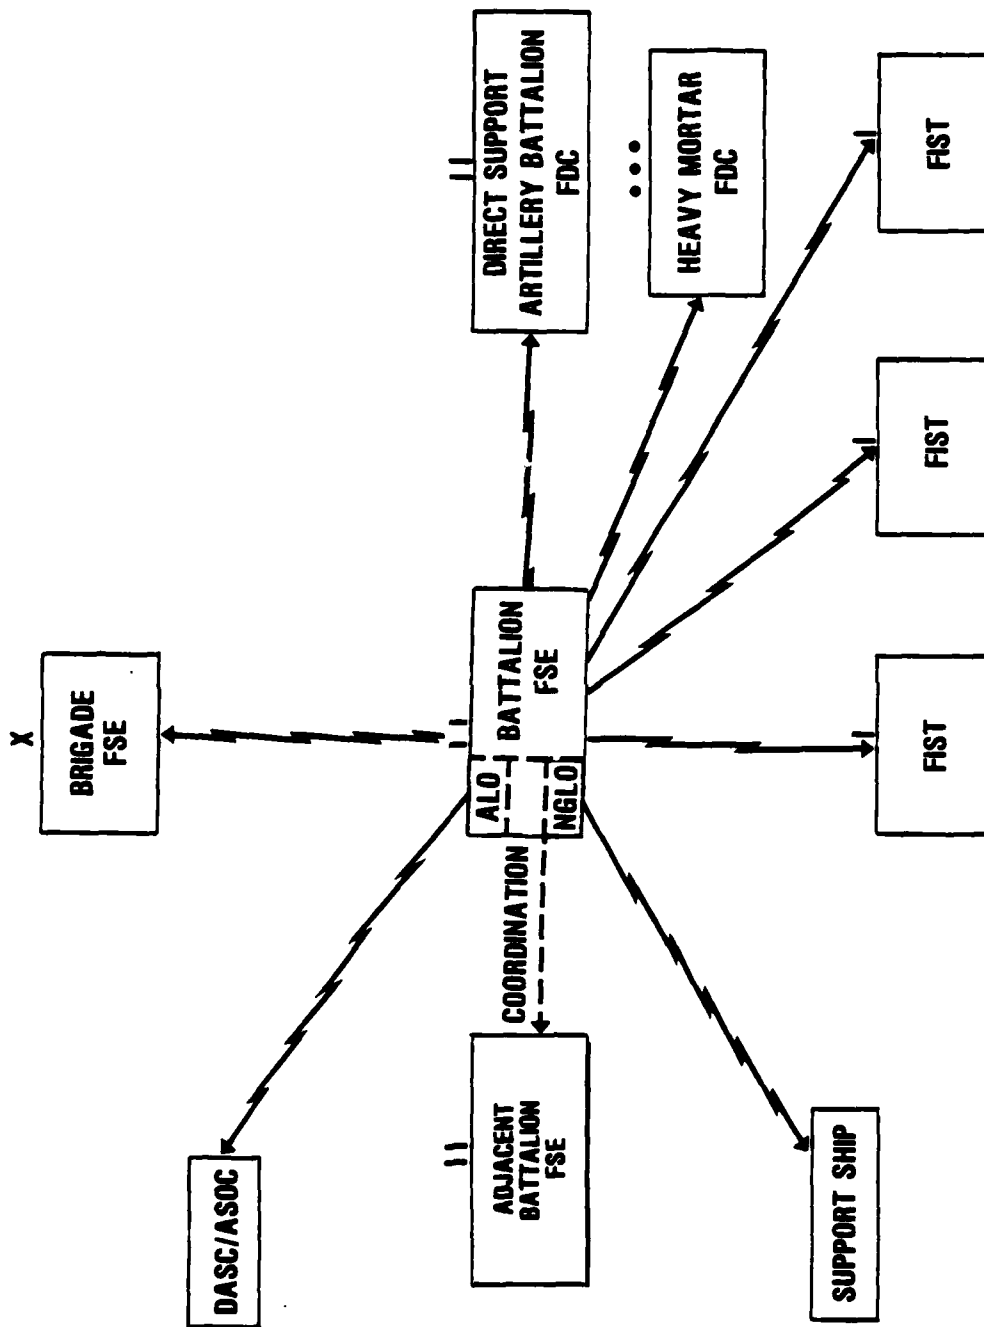 X
BRIGADE
FSE
DASC/ASOC
II
ADJACENT
BATTALION
FSE
COORDINATION
ALO
NGLO
II
BATTALION
FSE
II
DIRECT SUPPORT
ARTILLERY BATTALION
FDC
•••
HEAVY MORTAR
FDC
SUPPORT SHIP
I
FIST
I
FIST
I
FIST